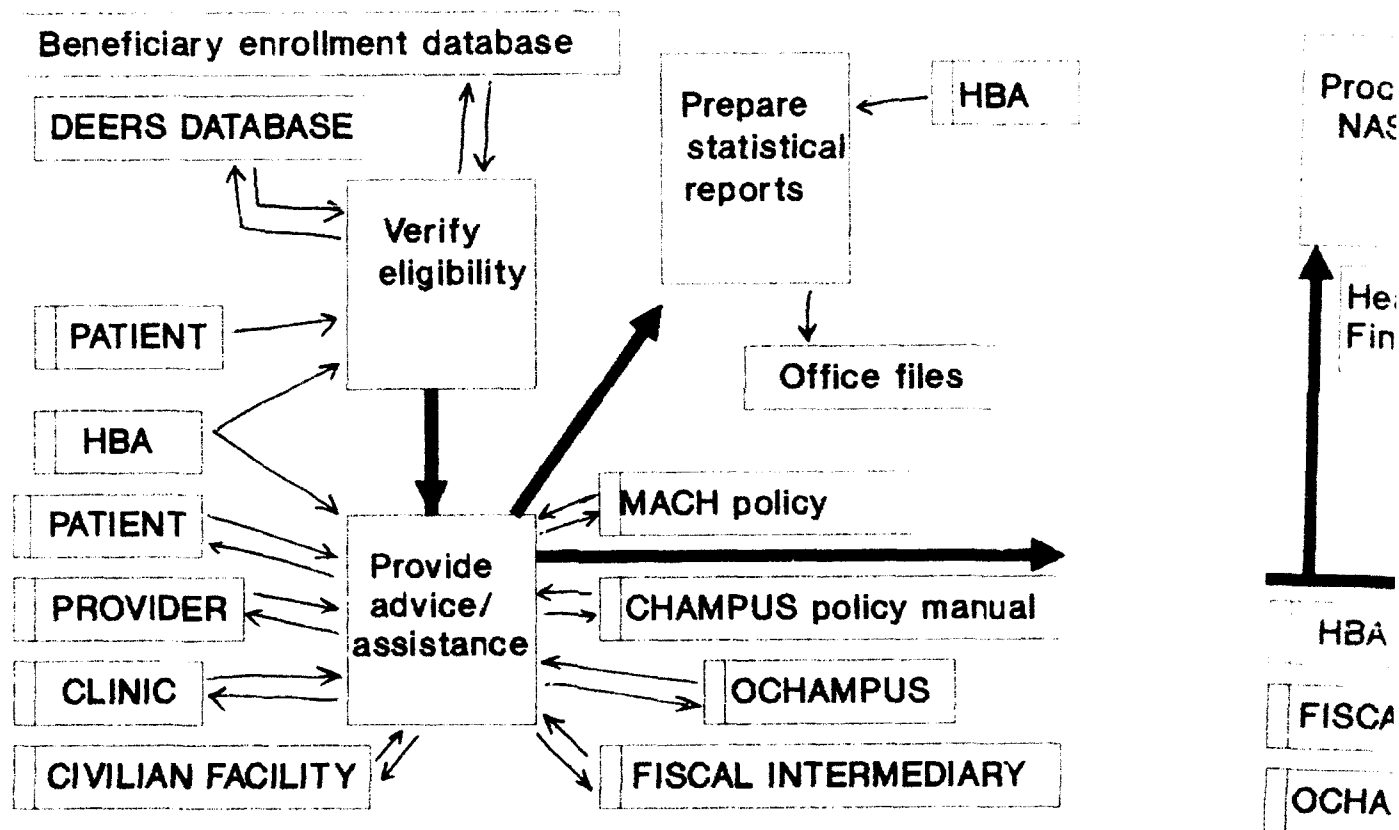 Beneficiary enrollment database
DEERS DATABASE
Verify
eligibility
PATIENT
HBA
PATIENT
PROVIDER
CLINIC
CIVILIAN FACILITY
Provide
advice/
assistance
Prepare
statistical
reports
HBA
Office files
MACH policy
CHAMPUS policy manual
OCHAMPUS
FISCAL INTERMEDIARY
HBA